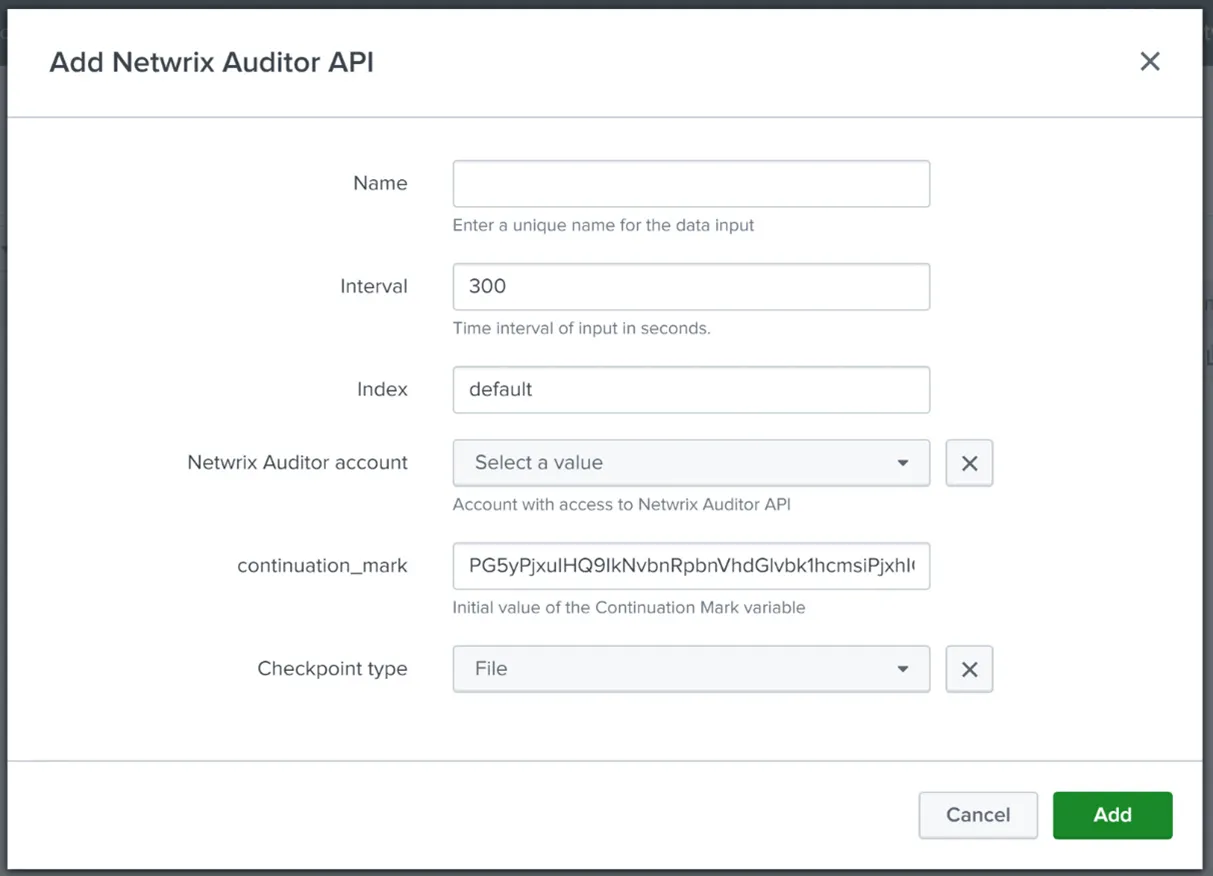 Add Netwrix Auditor API
Name
Enter a unique name for the data input
Interval
300
Time interval of input in seconds.
Index
default
Netwrix Auditor account
Select a value
Account with access to Netwrix Auditor API
continuation_mark
Initial value of the Continuation Mark variable
Checkpoint type
File
Cancel
Add